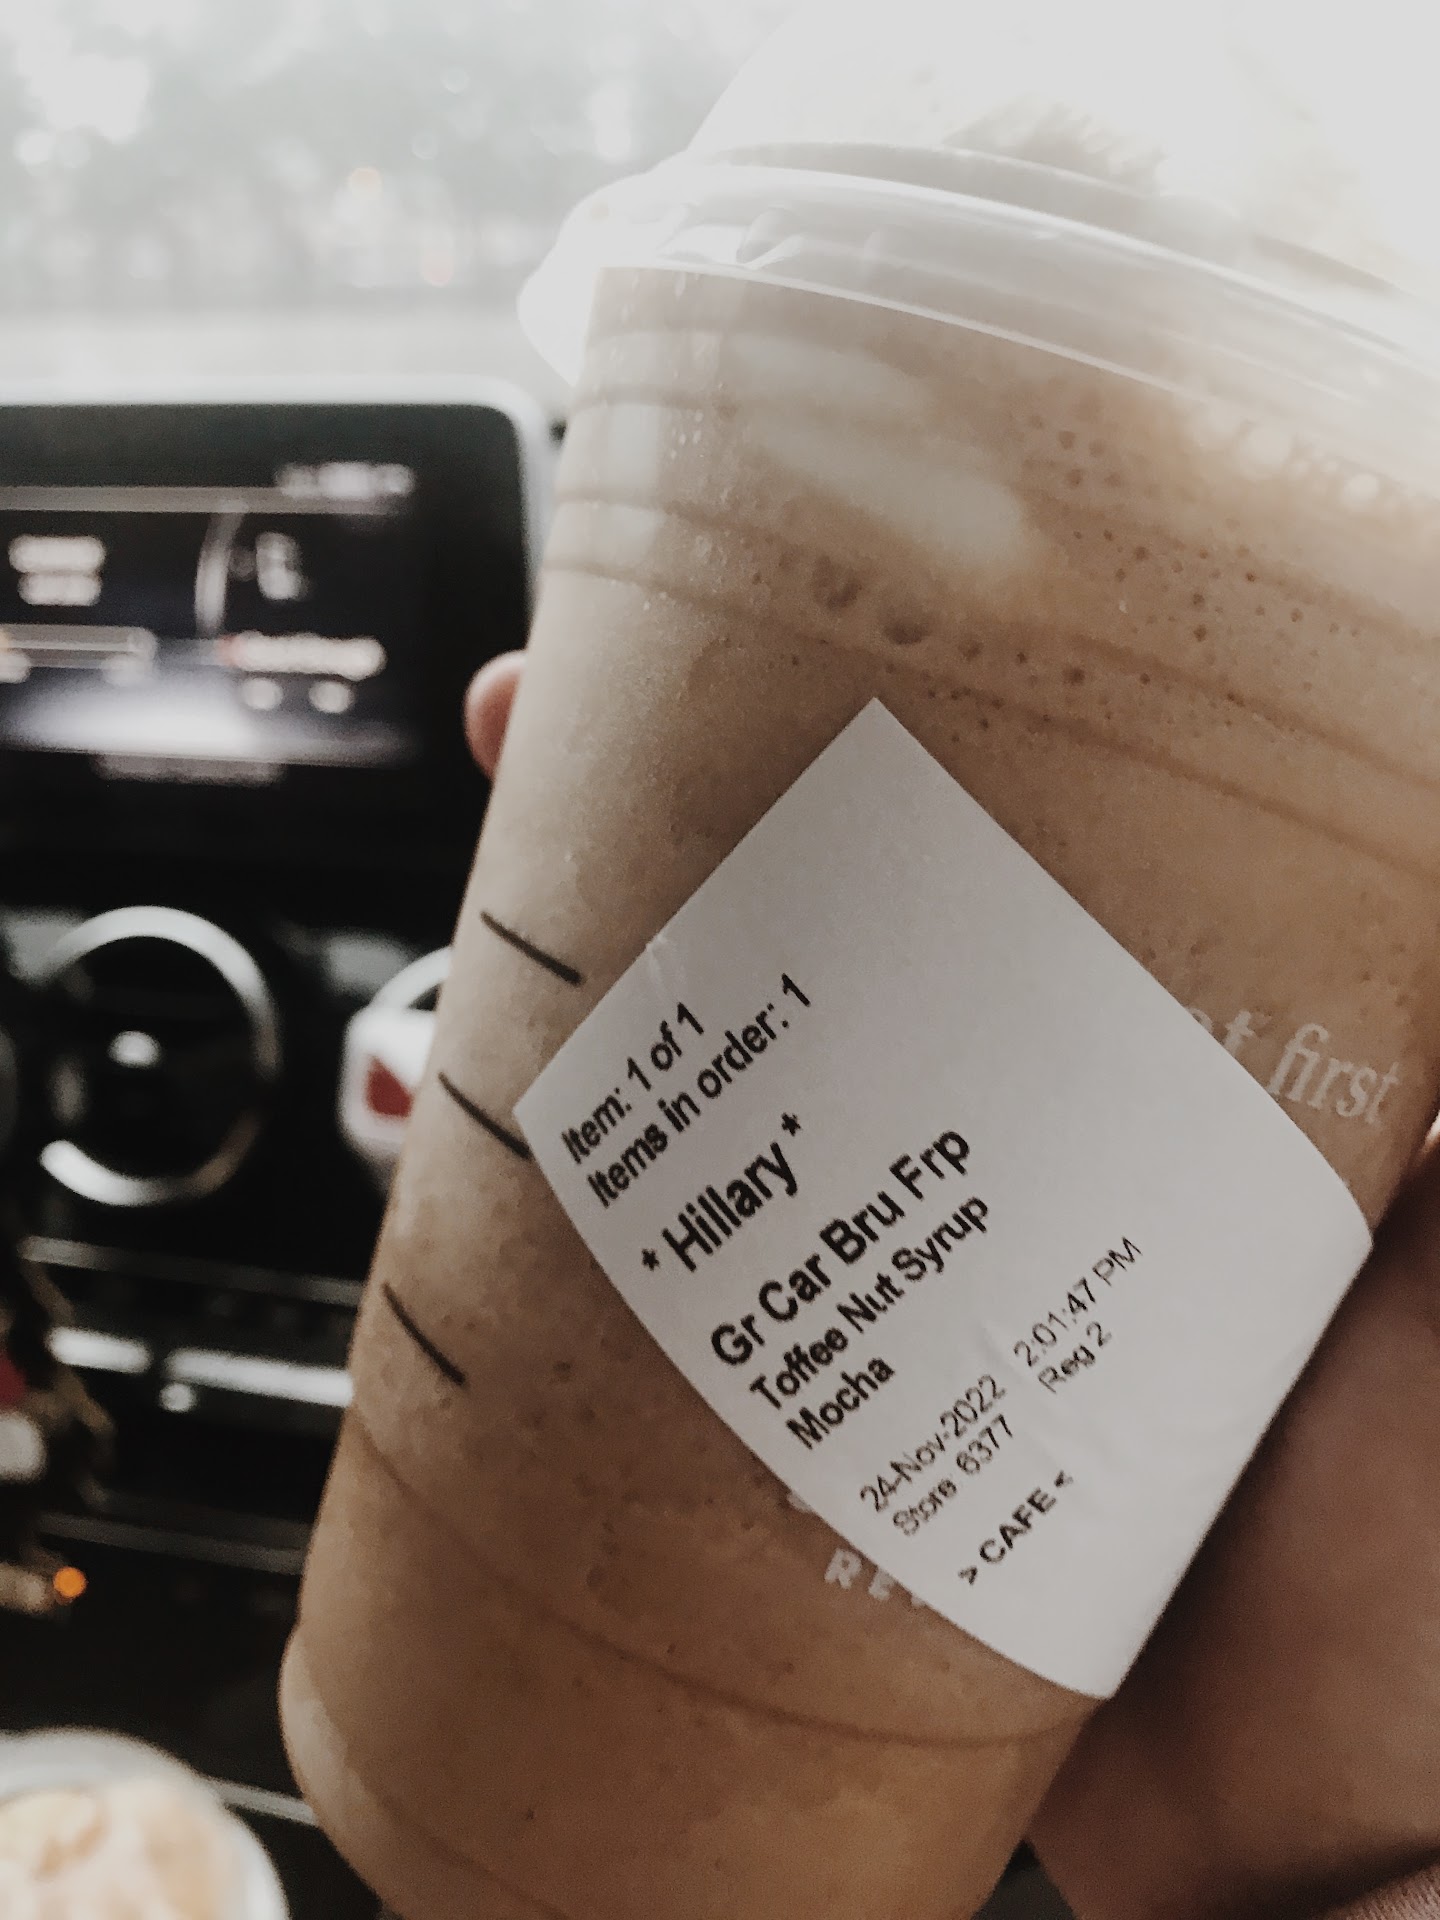 Item: 1 of 1
Items in order: 1
* Hillary *
Gr Car Bru Frp
Toffee Nut Syrup
Mocha
24-Nov-2022 2:01:47 PM
Store 6377 Reg 2
> CAFE <
first